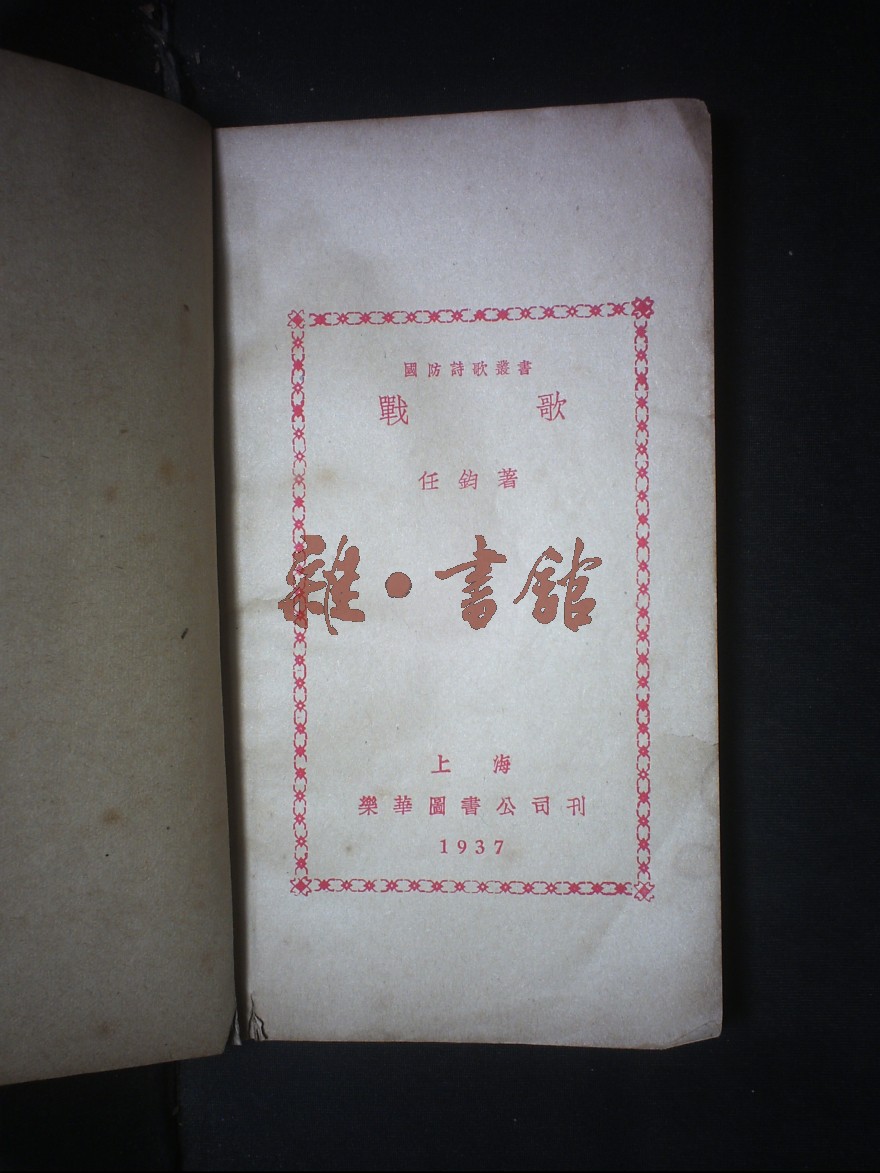 國防詩歌叢書
戰歌
任鈞著
雜·書館
上海
樂華圖書公司刊
1937